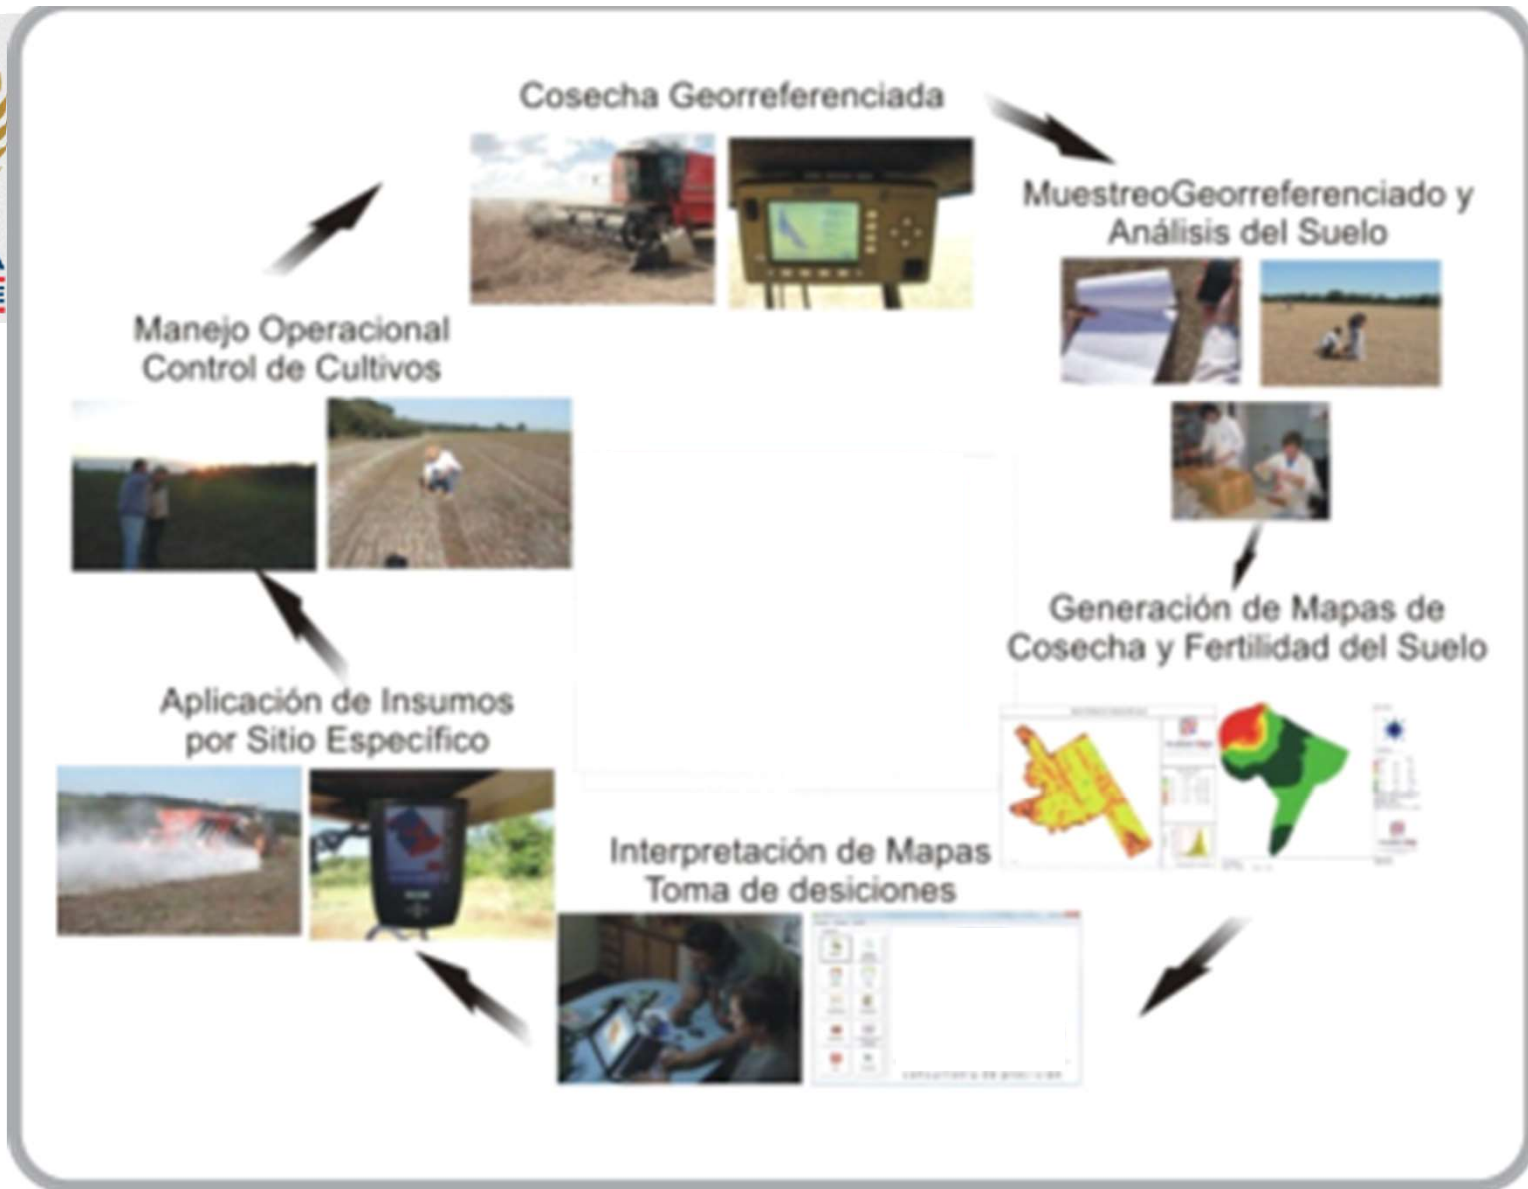 Cosecha Georreferenciada
MuestreoGeorreferenciado y
Análisis del Suelo
Generación de Mapas de
Cosecha y Fertilidad del Suelo
Interpretación de Mapas
Toma de desiciones
Aplicación de Insumos
por Sitio Específico
Manejo Operacional
Control de Cultivos